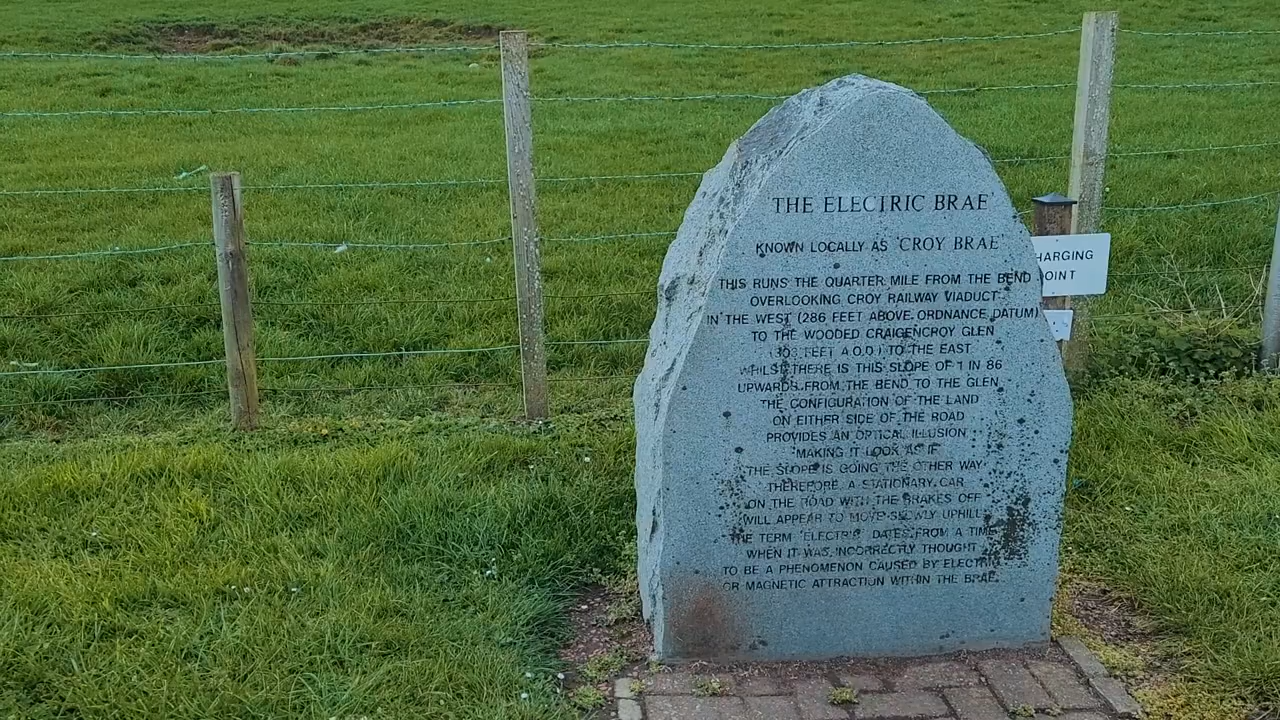 'THE ELECTRIC BRAE'
KNOWN LOCALLY AS 'CROY BRAE'
THIS RUNS THE QUARTER MILE FROM THE BEND
OVERLOOKING CROY RAILWAY VIADUCT
IN THE WEST (286 FEET ABOVE ORDNANCE DATUM)
TO THE WOODED CRAIGENCROY GLEN
(303 FEET A.O.D.) TO THE EAST
WHILST THERE IS THIS SLOPE OF 1 IN 86
UPWARDS FROM THE BEND TO THE GLEN,
THE CONFIGURATION OF THE LAND
ON EITHER SIDE OF THE ROAD
PROVIDES AN OPTICAL ILLUSION
MAKING IT LOOK AS IF
THE SLOPE IS GOING THE OTHER WAY
THEREFORE A STATIONARY CAR
ON THE ROAD WITH THE BRAKES OFF
WILL APPEAR TO MOVE SLOWLY UPHILL
THE TERM 'ELECTRIC' DATES FROM A TIME
WHEN IT WAS INCORRECTLY THOUGHT
TO BE A PHENOMENON CAUSED BY ELECTRIC
OR MAGNETIC ATTRACTION WITHIN THE BRAE.
HARGING
OINT